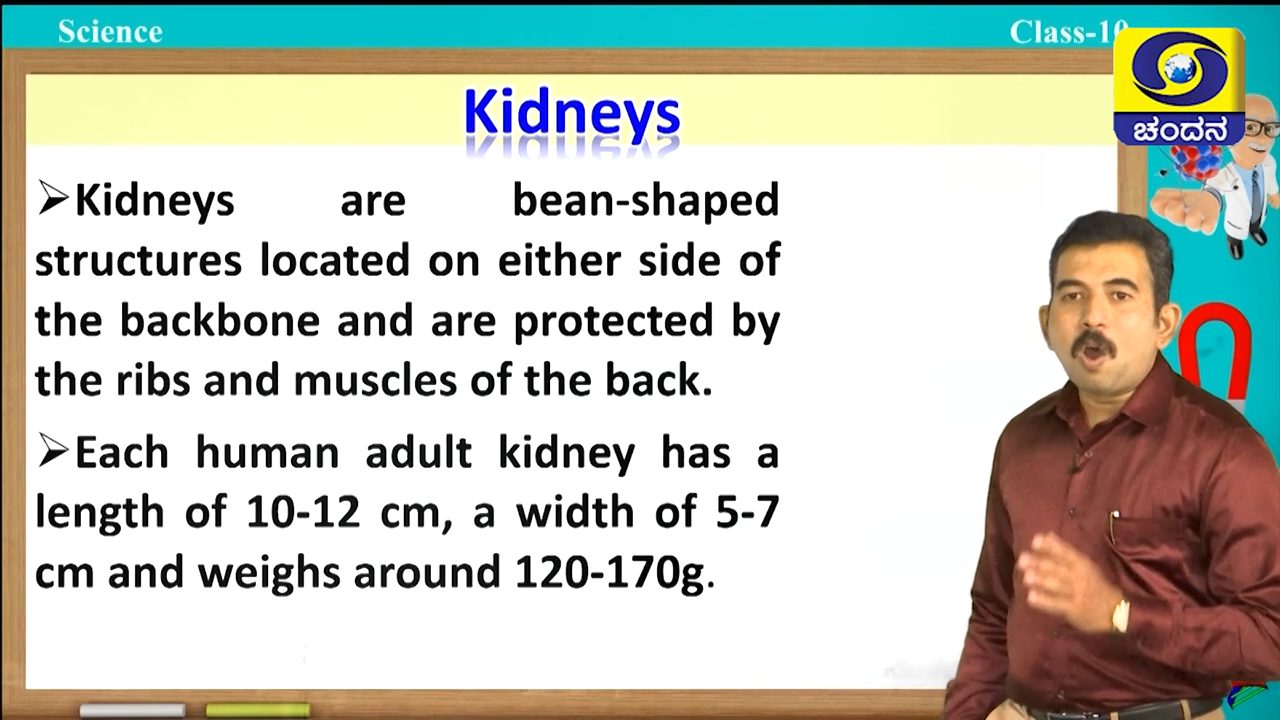 Science
Class-10
ಚಂದನ
Kidneys
➢Kidneys are bean-shaped
structures located on either side of
the backbone and are protected by
the ribs and muscles of the back.
➢Each human adult kidney has a
length of 10-12 cm, a width of 5-7
cm and weighs around 120-170g.